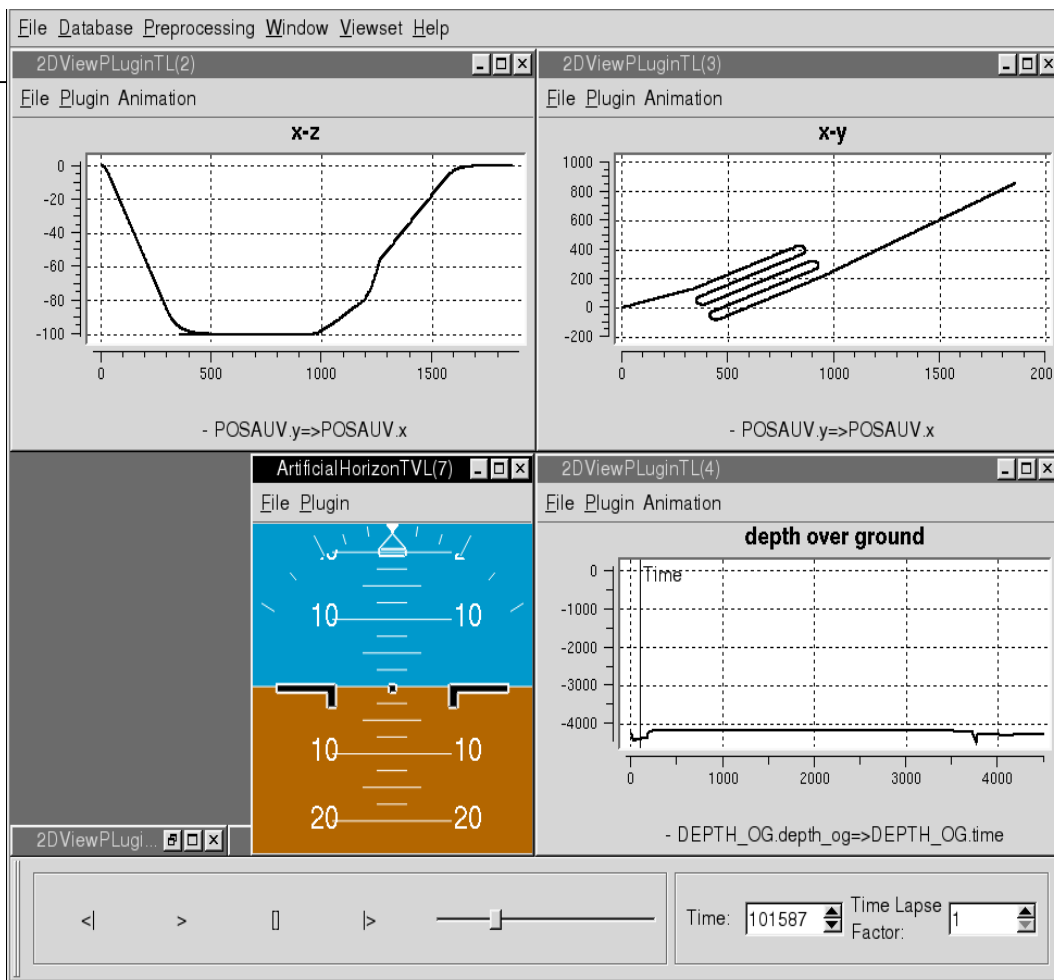 File Database Preprocessing Window Viewset Help
2DViewPLuginTL(2)
File Plugin Animation
x-z
0
-20
-40
-60
-80
-100
0 500 1000 1500
- POSAUV.y=>POSAUV.x
2DViewPLuginTL(3)
File Plugin Animation
x-y
1000
800
600
400
200
0
-200
0 500 1000 1500 200
- POSAUV.y=>POSAUV.x
ArtificialHorizonTVL(7)
File Plugin
10 10
10 10
20 20
2DViewPLuginTL(4)
File Plugin Animation
depth over ground
0
-1000
-2000
-3000
-4000
Time
0 1000 2000 3000 4000
- DEPTH_OG.depth_og=>DEPTH_OG.time
2DViewPLugi...
<| > [] |>
Time: 101587
Time Lapse
Factor: 1